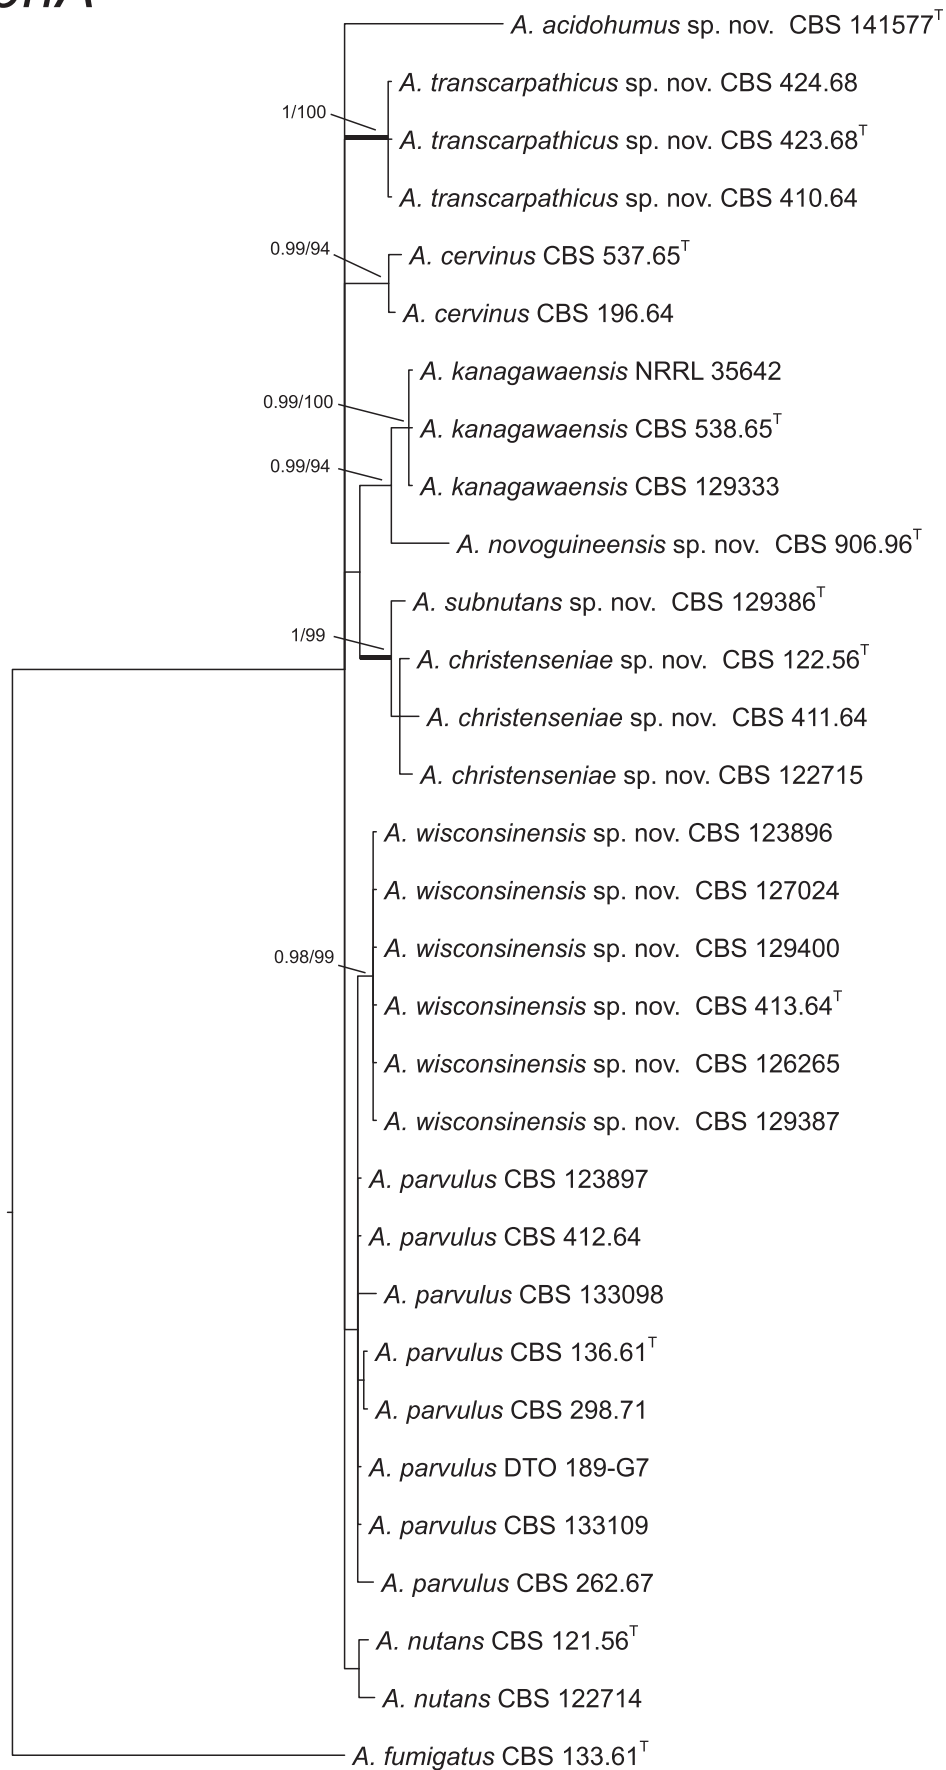 A. acidohumus sp. nov. CBS 141577T
A. transcarpathicus sp. nov. CBS 424.68
1/100
A. transcarpathicus sp. nov. CBS 423.68T
A. transcarpathicus sp. nov. CBS 410.64
0.99/94
A. cervinus CBS 537.65T
A. cervinus CBS 196.64
A. kanagawaensis NRRL 35642
0.99/100
A. kanagawaensis CBS 538.65T
0.99/94
A. kanagawaensis CBS 129333
A. novoguineensis sp. nov. CBS 906.96T
A. subnutans sp. nov. CBS 129386T
1/99
A. christenseniae sp. nov. CBS 122.56T
A. christenseniae sp. nov. CBS 411.64
A. christenseniae sp. nov. CBS 122715
A. wisconsinensis sp. nov. CBS 123896
A. wisconsinensis sp. nov. CBS 127024
A. wisconsinensis sp. nov. CBS 129400
0.98/99
A. wisconsinensis sp. nov. CBS 413.64T
A. wisconsinensis sp. nov. CBS 126265
A. wisconsinensis sp. nov. CBS 129387
A. parvulus CBS 123897
A. parvulus CBS 412.64
A. parvulus CBS 133098
A. parvulus CBS 136.61T
A. parvulus CBS 298.71
A. parvulus DTO 189-G7
A. parvulus CBS 133109
A. parvulus CBS 262.67
A. nutans CBS 121.56T
A. nutans CBS 122714
A. fumigatus CBS 133.61T